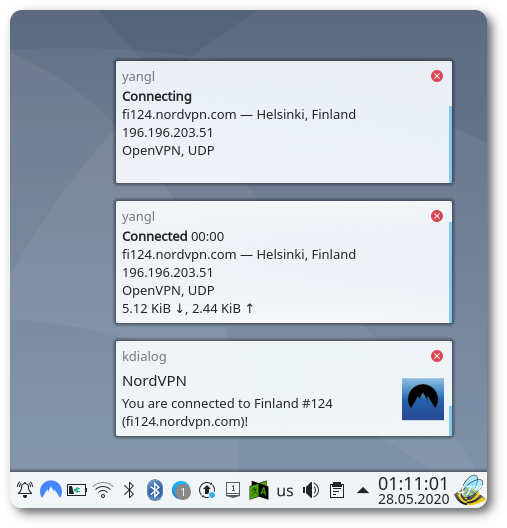 yangl
Connecting
fi124.nordvpn.com — Helsinki, Finland
196.196.203.51
OpenVPN, UDP
yangl
Connected 00:00
fi124.nordvpn.com — Helsinki, Finland
196.196.203.51
OpenVPN, UDP
5.12 KiB ↓, 2.44 KiB ↑
kdialog
NordVPN
You are connected to Finland #124
(fi124.nordvpn.com)!
1
1
A
us
01:11:01
28.05.2020